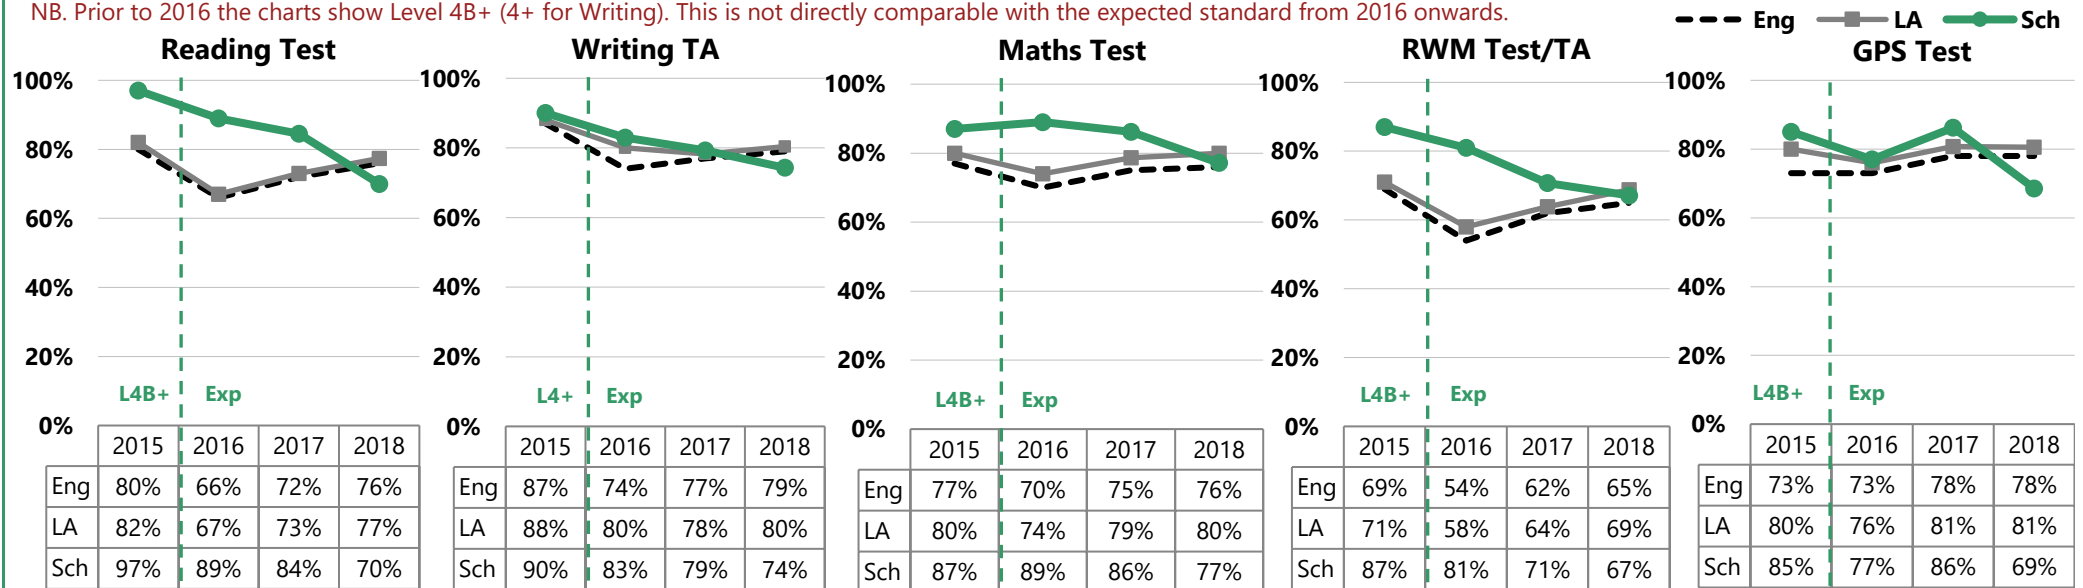 NB. Prior to 2016 the charts show Level 4B+ (4+ for Writing). This is not directly comparable with the expected standard from 2016 onwards.
Eng LA Sch
Reading Test
100%
80%
60%
40%
20%
0%
L4B+ Exp
2015 2016 2017 2018
Eng 80% 66% 72% 76%
LA 82% 67% 73% 77%
Sch 97% 89% 84% 70%
Writing TA
100%
80%
60%
40%
20%
0%
L4+ Exp
2015 2016 2017 2018
Eng 87% 74% 77% 79%
LA 88% 80% 78% 80%
Sch 90% 83% 79% 74%
Maths Test
100%
80%
60%
40%
20%
0%
L4B+ Exp
2015 2016 2017 2018
Eng 77% 70% 75% 76%
LA 80% 74% 79% 80%
Sch 87% 89% 86% 77%
RWM Test/TA
100%
80%
60%
40%
20%
0%
L4B+ Exp
2015 2016 2017 2018
Eng 69% 54% 62% 65%
LA 71% 58% 64% 69%
Sch 87% 81% 71% 67%
GPS Test
100%
80%
60%
40%
20%
0%
L4B+ Exp
2015 2016 2017 2018
Eng 73% 73% 78% 78%
LA 80% 76% 81% 81%
Sch 85% 77% 86% 69%